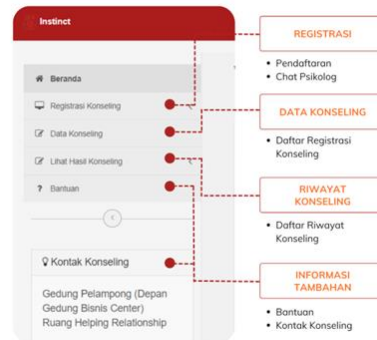 Instinct
Beranda
Registrasi Konseling
Data Konseling
Lihat Hasil Konseling
? Bantuan
Kontak Konseling
Gedung Pelampong (Depan
Gedung Bisnis Center)
Ruang Helping Relationship
REGISTRASI
• Pendaftaran
• Chat Psikolog
DATA KONSELING
• Daftar Registrasi
Konseling
RIWAYAT
KONSELING
• Daftar Riwayat
Konseling
INFORMASI
TAMBAHAN
• Bantuan
• Kontak Konseling